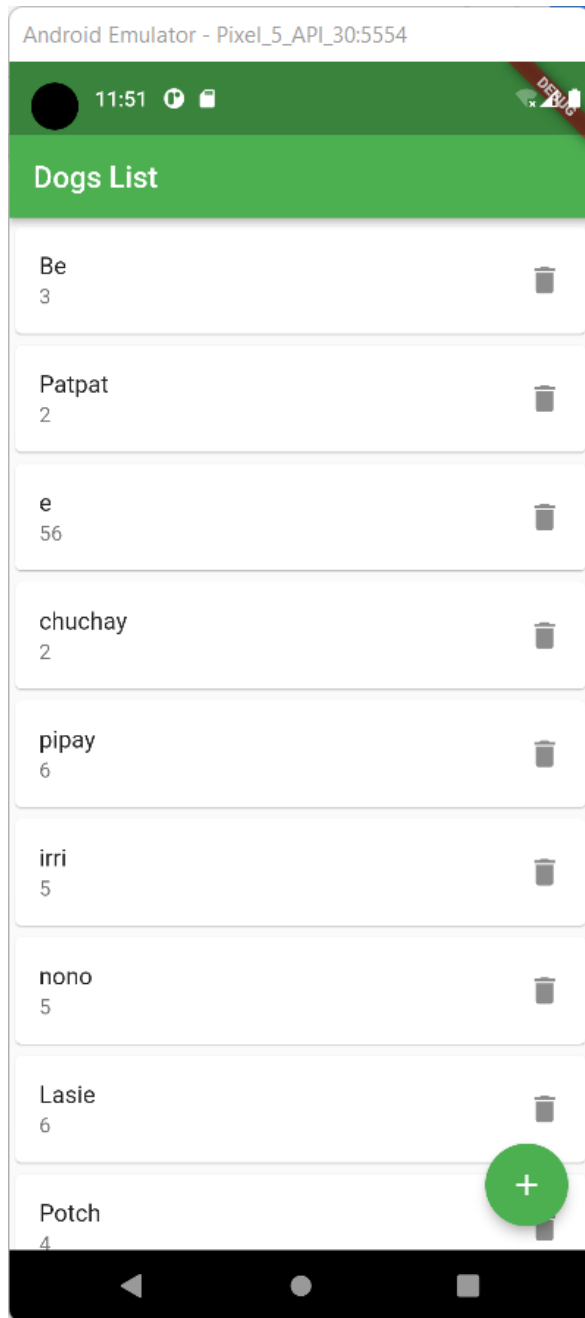 Android Emulator - Pixel_5_API_30:5554
11:51
DEBUG
Dogs List
Be
3
Patpat
2
e
56
chuchay
2
pipay
6
irri
5
nono
5
Lasie
6
Potch
4